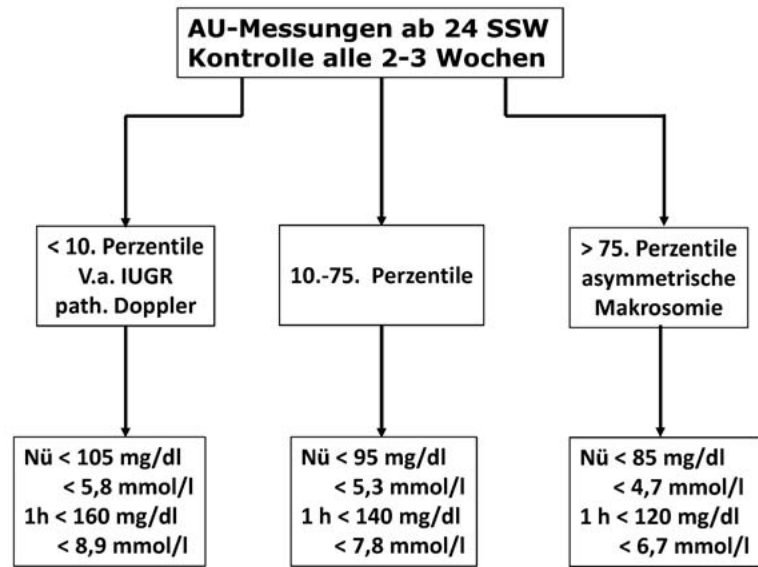 AU-Messungen ab 24 SSW
Kontrolle alle 2-3 Wochen
< 10. Perzentile
V.a. IUGR
path. Doppler
10.-75. Perzentile
> 75. Perzentile
asymmetrische
Makrosomie
Nü < 105 mg/dl
< 5,8 mmol/l
1h < 160 mg/dl
< 8,9 mmol/l
Nü < 95 mg/dl
< 5,3 mmol/l
1 h < 140 mg/dl
< 7,8 mmol/l
Nü < 85 mg/dl
< 4,7 mmol/l
1 h < 120 mg/dl
< 6,7 mmol/l